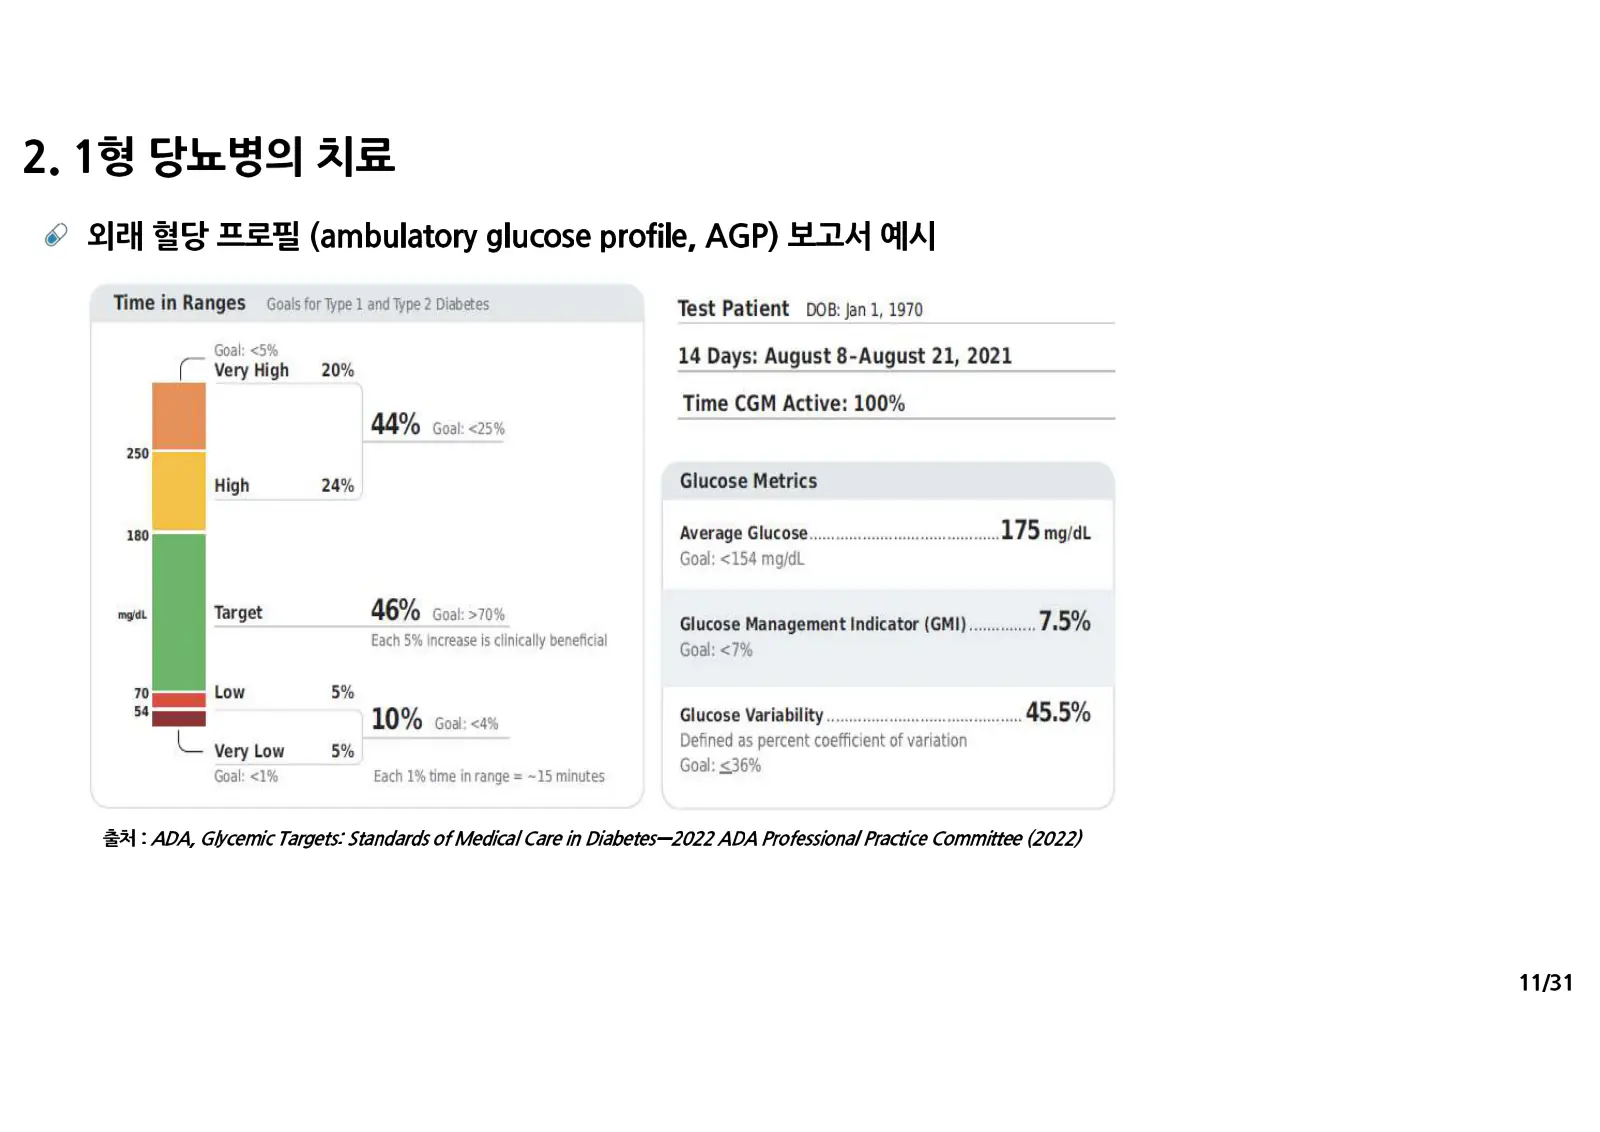 2. 1형 당뇨병의 치료
외래 혈당 프로필 (ambulatory glucose profile, AGP) 보고서 예시
Time in Ranges Goals for Type 1 and Type 2 Diabetes
Goal: <5%
Very High 20%
44% Goal: <25%
250
High 24%
180
mg/dL
Target 46% Goal: >70%
Each 5% increase is clinically beneficial
70
Low 5%
54
10% Goal: <4%
Very Low 5%
Goal: <1%
Each 1% time in range = ~15 minutes
Test Patient DOB: Jan 1, 1970
14 Days: August 8-August 21, 2021
Time CGM Active: 100%
Glucose Metrics
Average Glucose........................................175 mg/dL
Goal: <154 mg/dL
Glucose Management Indicator (GMI)...............7.5%
Goal: <7%
Glucose Variability..........................................45.5%
Defined as percent coefficient of variation
Goal: ≤36%
출처 : ADA, Glycemic Targets: Standards of Medical Care in Diabetes—2022 ADA Professional Practice Committee (2022)
11/31